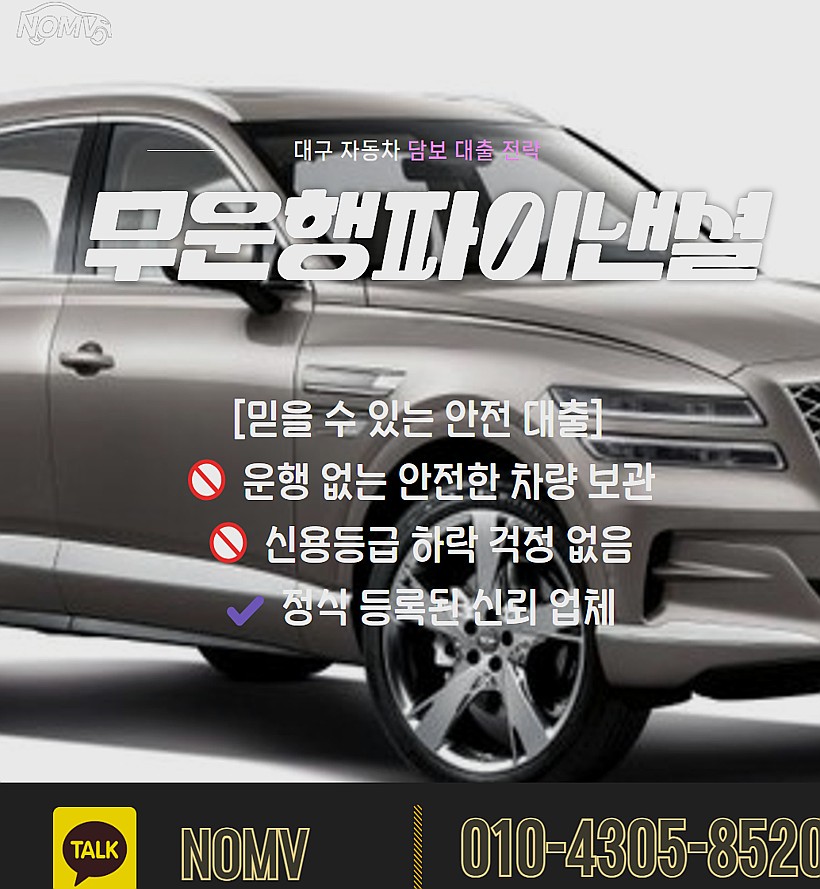 NOMV
대구 자동차 담보 대출 전략
무운행파이낸셜
[믿을 수 있는 안전 대출]
운행 없는 안전한 차량 보관
신용등급 하락 걱정 없음
정식 등록된 신뢰 업체
TALK
NOMV
010-4305-8520